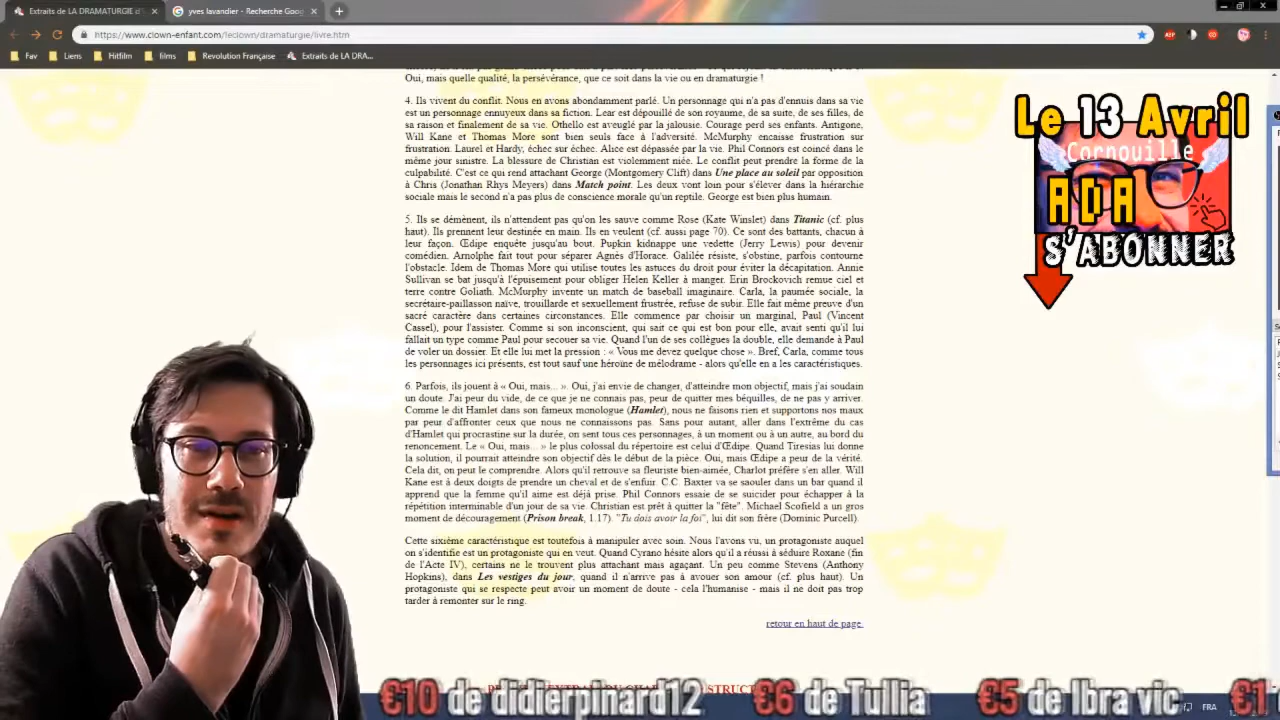 Extraits de LA DRAMATURGIE d'
yves lavandier - Recherche Goog
https://www.clown-enfant.com/leclown/dramaturgie/livre.htm
Fav
Liens
Hitfilm
films
Revolution Française
Extraits de LA DRA...
Oui, mais quelle qualité, la persévérance, que ce soit dans la vie ou en dramaturgie !
4. Ils vivent du conflit. Nous en avons abondamment parlé. Un personnage qui n'a pas d'ennuis dans sa vie
est un personnage ennuyeux dans sa fiction. Lear est dépouillé de son royaume, de sa suite, de ses filles, de
sa raison et finalement de sa vie. Othello est aveuglé par la jalousie. Courage perd ses enfants. Antigone,
Will Kane et Thomas More sont bien seuls face à l'adversité. McMurphy encaisse frustration sur
frustration. Laurel et Hardy, échec sur échec. Alice est dépassée par la vie. Phil Connors est coincé dans le
même jour sinistre. La blessure de Christian est violemment niée. Le conflit peut prendre la forme de la
culpabilité. C'est ce qui rend attachant George (Montgomery Clift) dans Une place au soleil par opposition
à Chris (Jonathan Rhys Meyers) dans Match point. Les deux vont loin pour s'élever dans la hiérarchie
sociale mais le second n'a pas plus de conscience morale qu'un reptile. George est bien plus humain.
5. Ils se démènent, ils n'attendent pas qu'on les sauve comme Rose (Kate Winslet) dans Titanic (cf. plus
haut). Ils prennent leur destinée en main. Ils en veulent (cf. aussi page 70). Ce sont des battants, chacun à
leur façon. Œdipe enquête jusqu'au bout. Pupkin kidnappe une vedette (Jerry Lewis) pour devenir
comédien. Arnolphe fait tout pour séparer Agnès d'Horace. Galilée résiste, s'obstine, parfois contourne
l'obstacle. Idem de Thomas More qui utilise toutes les astuces du droit pour éviter la décapitation. Annie
Sullivan se bat jusqu'à l'épuisement pour obliger Helen Keller à manger. Erin Brockovich remue ciel et
terre contre Goliath. McMurphy invente un match de baseball imaginaire. Carla, la paumée sociale, la
secrétaire-paillasson naïve, trouillarde et sexuellement frustrée, refuse de subir. Elle fait même preuve d'un
sacré caractère dans certaines circonstances. Elle commence par choisir un marginal, Paul (Vincent
Cassel), pour l'assister. Comme si son inconscient, qui sait ce qui est bon pour elle, avait senti qu'il lui
fallait un type comme Paul pour secouer sa vie. Quand l'un de ses collègues la double, elle demande à Paul
de voler un dossier. Et elle lui met la pression : « Vous me devez quelque chose ». Bref, Carla, comme tous
les personnages ici présents, est tout sauf une héroïne de mélodrame - alors qu'elle en a les caractéristiques.
6. Parfois, ils jouent à « Oui, mais... ». Oui, j'ai envie de changer, d'atteindre mon objectif, mais j'ai soudain
un doute. J'ai peur du vide, de ce que je ne connais pas, peur de quitter mes béquilles, de ne pas y arriver.
Comme le dit Hamlet dans son fameux monologue (Hamlet), nous ne faisons rien et supportons nos maux
par peur d'affronter ceux que nous ne connaissons pas. Sans pour autant, aller dans l'extrême du cas
d'Hamlet qui procrastine sur la durée, on sent tous ces personnages, à un moment ou à un autre, au bord du
renoncement. Le « Oui, mais... » le plus colossal du répertoire est celui d'Œdipe. Quand Tiresias lui donne
la solution, il pourrait atteindre son objectif dès le début de la pièce. Oui, mais Œdipe a peur de la vérité.
Cela dit, on peut le comprendre. Alors qu'il retrouve sa fleuriste bien-aimée, Charlot préfère s'en aller. Will
Kane est à deux doigts de prendre un cheval et de s'enfuir. C.C. Baxter va se saouler dans un bar quand il
apprend que la femme qu'il aime est déjà prise. Phil Connors essaie de se suicider pour échapper à la
répétition interminable d'un jour de sa vie. Christian est prêt à quitter la "fête". Michael Scofield a un gros
moment de découragement (Prison break, 1.17). "Tu dois avoir la foi", lui dit son frère (Dominic Purcell).
Cette sixième caractéristique est toutefois à manipuler avec soin. Nous l'avons vu, un protagoniste auquel
on s'identifie est un protagoniste qui en veut. Quand Cyrano hésite alors qu'il a réussi à séduire Roxane (fin
de l'Acte IV), certains ne le trouvent plus attachant mais agaçant. Un peu comme Stevens (Anthony
Hopkins), dans Les vestiges du jour, quand il n'arrive pas à avouer son amour (cf. plus haut). Un
protagoniste qui se respecte peut avoir un moment de doute - cela l'humanise - mais il ne doit pas trop
tarder à remonter sur le ring.
retour en haut de page
Le 13 Avril
Cornouille
ADA
S'ABONNER
€10 de didierpinard12
€6 de Tullia
€5 de Ibra vic
FRA